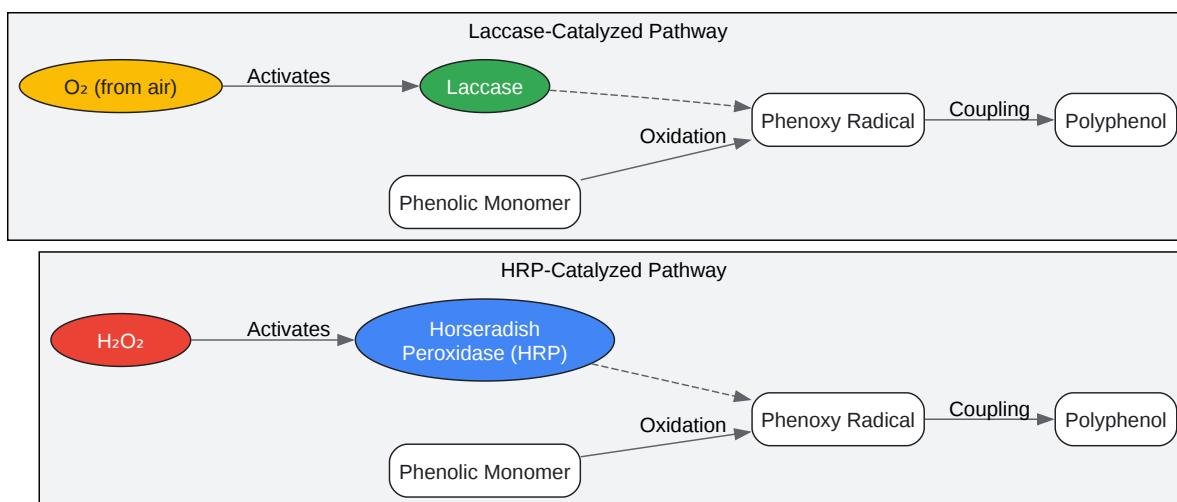 Laccase-Catalyzed Pathway
O₂ (from air)
Activates
Laccase
Phenolic Monomer
Oxidation
Phenoxy Radical
Coupling
Polyphenol
HRP-Catalyzed Pathway
H₂O₂
Activates
Horseradish
Peroxidase (HRP)
Phenolic Monomer
Oxidation
Phenoxy Radical
Coupling
Polyphenol